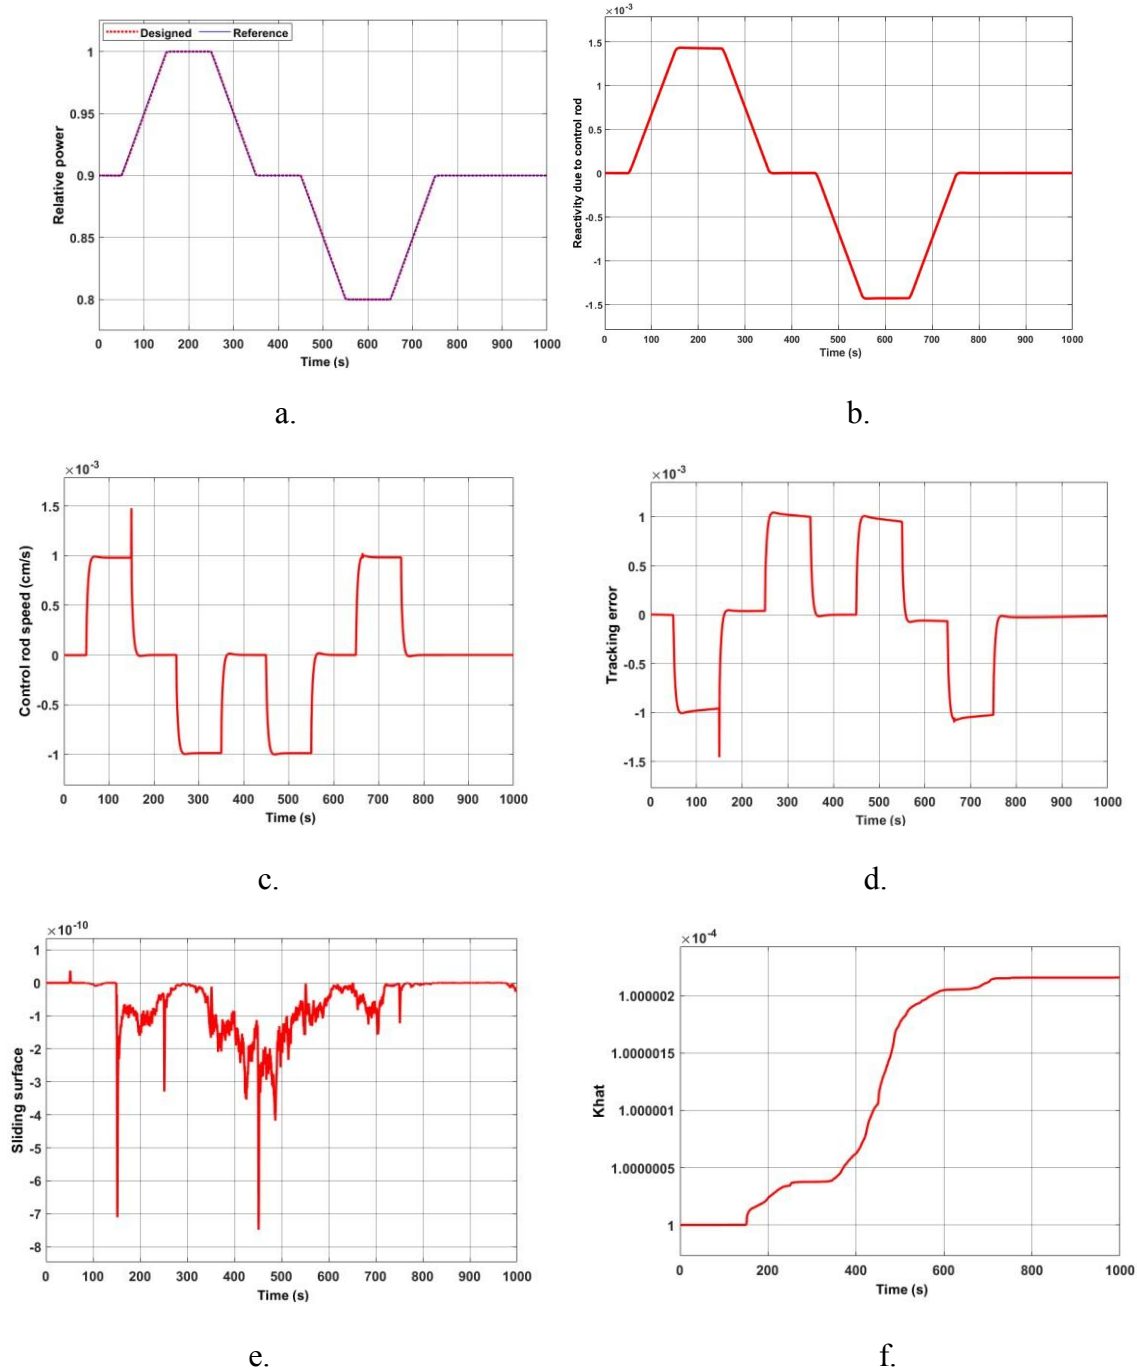 Designed Reference
1
0.95
0.9
0.85
0.8
Relative power
0 100 200 300 400 500 600 700 800 900 1000
Time (s)
a.
×10-3
1.5
1
0.5
0
-0.5
-1
-1.5
Reactivity due to control rod
0 100 200 300 400 500 600 700 800 900 1000
Time (s)
b.
×10-3
1.5
1
0.5
0
-0.5
-1
Control rod speed (cm/s)
0 100 200 300 400 500 600 700 800 900 1000
Time (s)
c.
×10-3
1
0.5
0
-0.5
-1
-1.5
Tracking error
0 100 200 300 400 500 600 700 800 900 1000
Time (s)
d.
×10-10
1
0
-1
-2
-3
-4
-5
-6
-7
-8
Sliding surface
0 100 200 300 400 500 600 700 800 900 1000
Time (s)
e.
×10-4
1.000002
1.0000015
1.000001
1.0000005
1
Khat
0 200 400 600 800 1000
Time (s)
f.